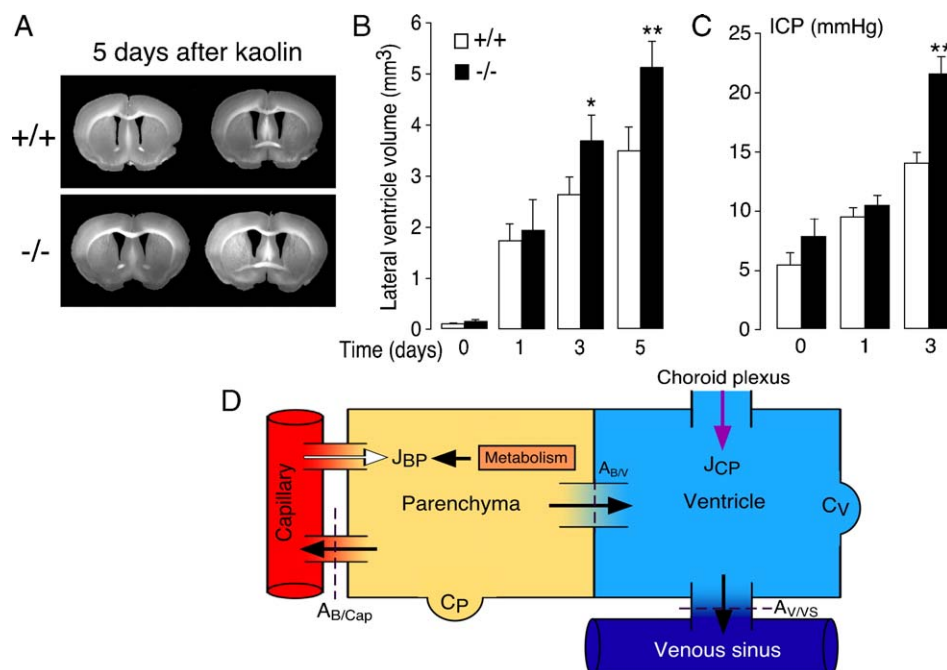 A
5 days after kaolin
+/+
-/-
B
Lateral ventricle volume (mm3)
6
5
4
3
2
1
0
+/+
-/-
*
**
Time (days)
0 1 3 5
C
ICP (mmHg)
25
20
15
10
5
0
**
0 1 3
D
Choroid plexus
Capillary
JBP
Metabolism
AB/V
JCP
Parenchyma
Ventricle
CV
AB/Cap
CP
AV/VS
Venous sinus